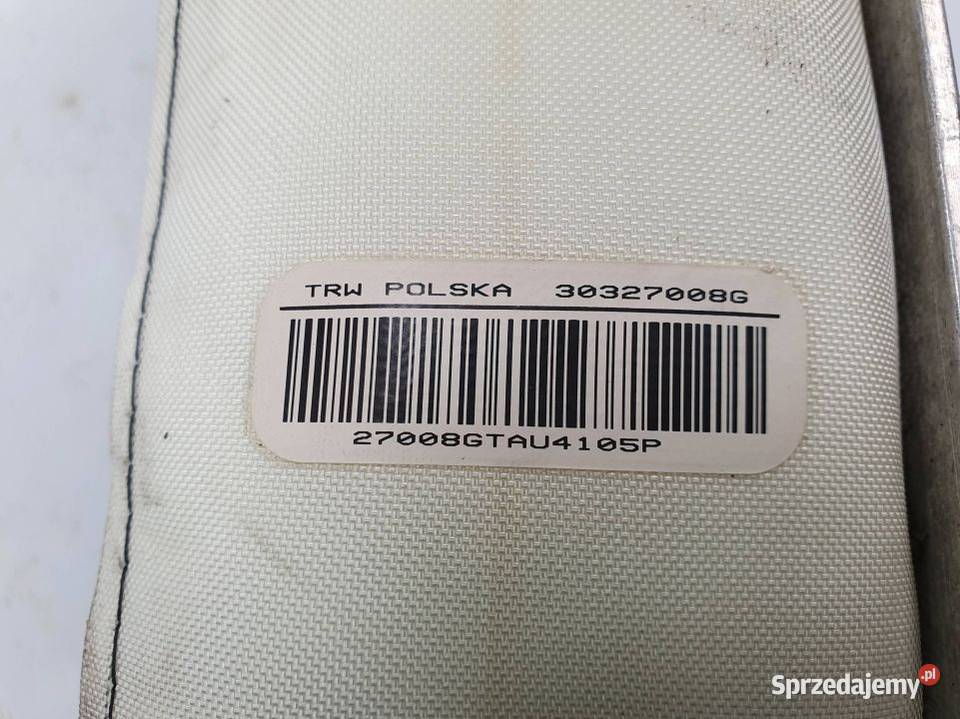 TRW POLSKA 30327008G
27008GTAU4105P
Sprzedajemy.pl